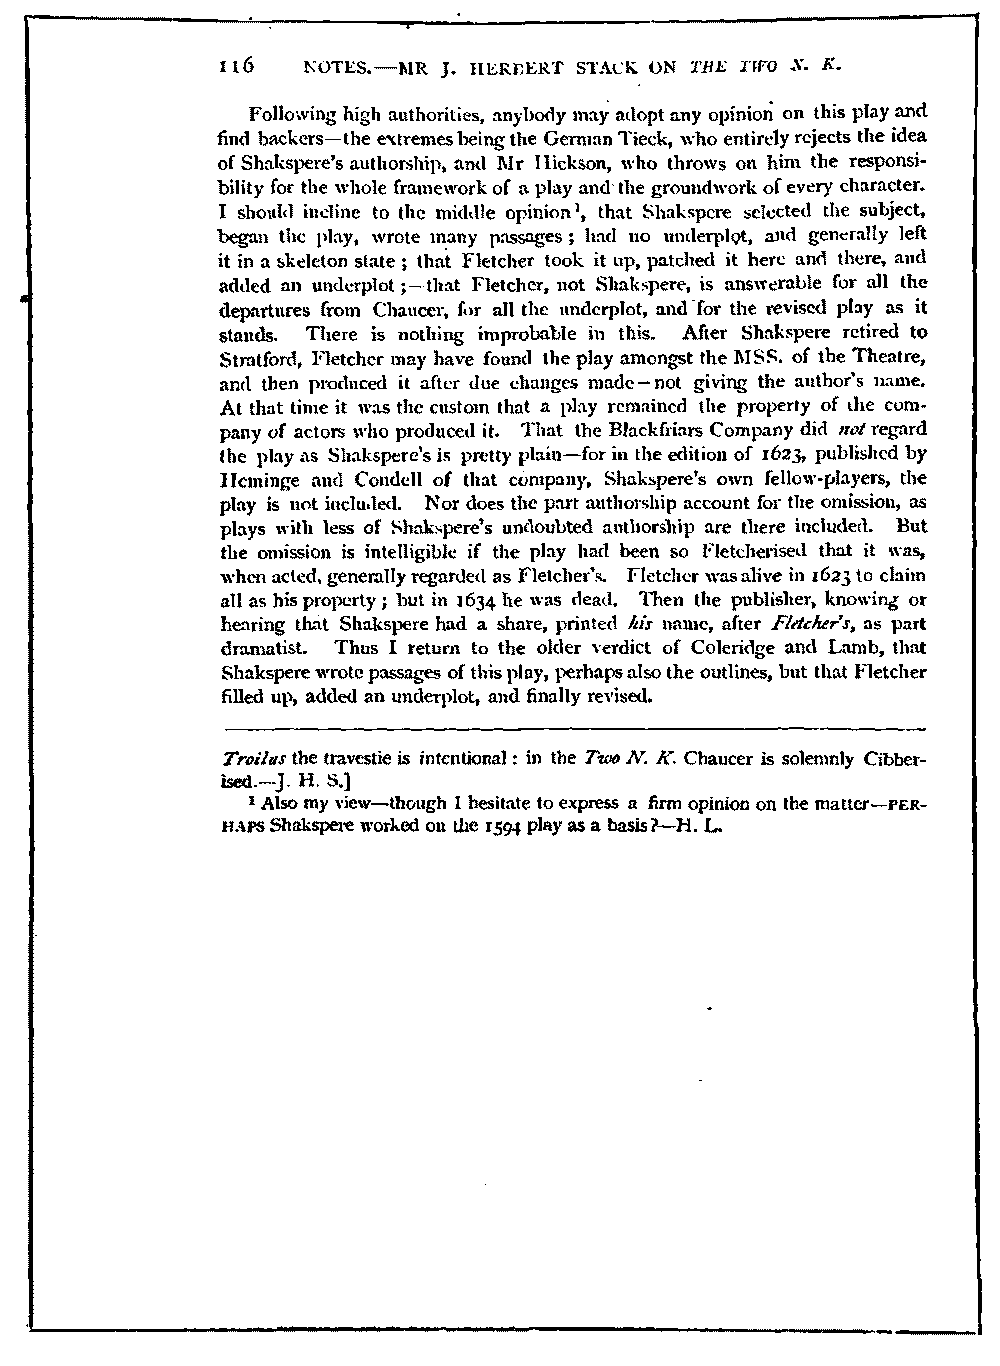 116 NOTES.—MR J. HERBERT STACK ON THE TWO N. K.
Following high authorities, anybody may adopt any opinion on this play and
find backers—the extremes being the German Tieck, who entirely rejects the idea
of Shakspere's authorship, and Mr Hickson, who throws on him the responsi-
bility for the whole framework of a play and the groundwork of every character.
I should incline to the middle opinion¹, that Shakspere selected the subject,
began the play, wrote many passages; had no underplot, and generally left
it in a skeleton state; that Fletcher took it up, patched it here and there, and
added an underplot;—that Fletcher, not Shakspere, is answerable for all the
departures from Chaucer, for all the underplot, and for the revised play as it
stands. There is nothing improbable in this. After Shakspere retired to
Stratford, Fletcher may have found the play amongst the MSS. of the Theatre,
and then produced it after due changes made—not giving the author's name.
At that time it was the custom that a play remained the property of the com-
pany of actors who produced it. That the Blackfriars Company did not regard
the play as Shakspere's is pretty plain—for in the edition of 1623, published by
Heminge and Condell of that company, Shakspere's own fellow-players, the
play is not included. Nor does the part authorship account for the omission, as
plays with less of Shakspere's undoubted authorship are there included. But
the omission is intelligible if the play had been so Fletcherised that it was,
when acted, generally regarded as Fletcher's. Fletcher was alive in 1623 to claim
all as his property; but in 1634 he was dead. Then the publisher, knowing or
hearing that Shakspere had a share, printed his name, after Fletcher's, as part
dramatist. Thus I return to the older verdict of Coleridge and Lamb, that
Shakspere wrote passages of this play, perhaps also the outlines, but that Fletcher
filled up, added an underplot, and finally revised.
Troilus the travestie is intentional: in the Two N. K. Chaucer is solemnly Cibber-
ised.—J. H. S.]
¹ Also my view—though I hesitate to express a firm opinion on the matter—PER-
HAPS Shakspere worked on the 1594 play as a basis?—H. L.